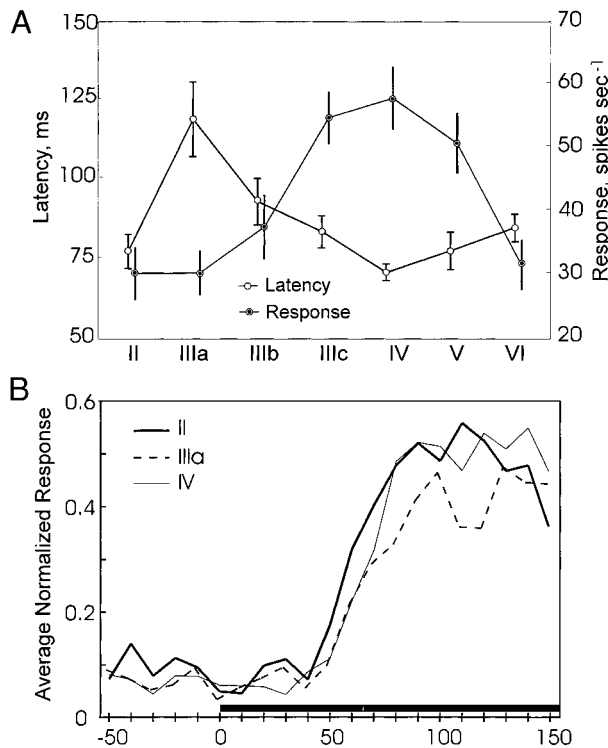 A
150
125
100
75
50
Latency, ms
70
60
50
40
30
20
Response, spikes sec-1
Latency
Response
II IIIa IIIb IIIc IV V VI
B
0.6
0.4
0.2
0
Average Normalized Response
II
IIIa
IV
-50 0 50 100 150